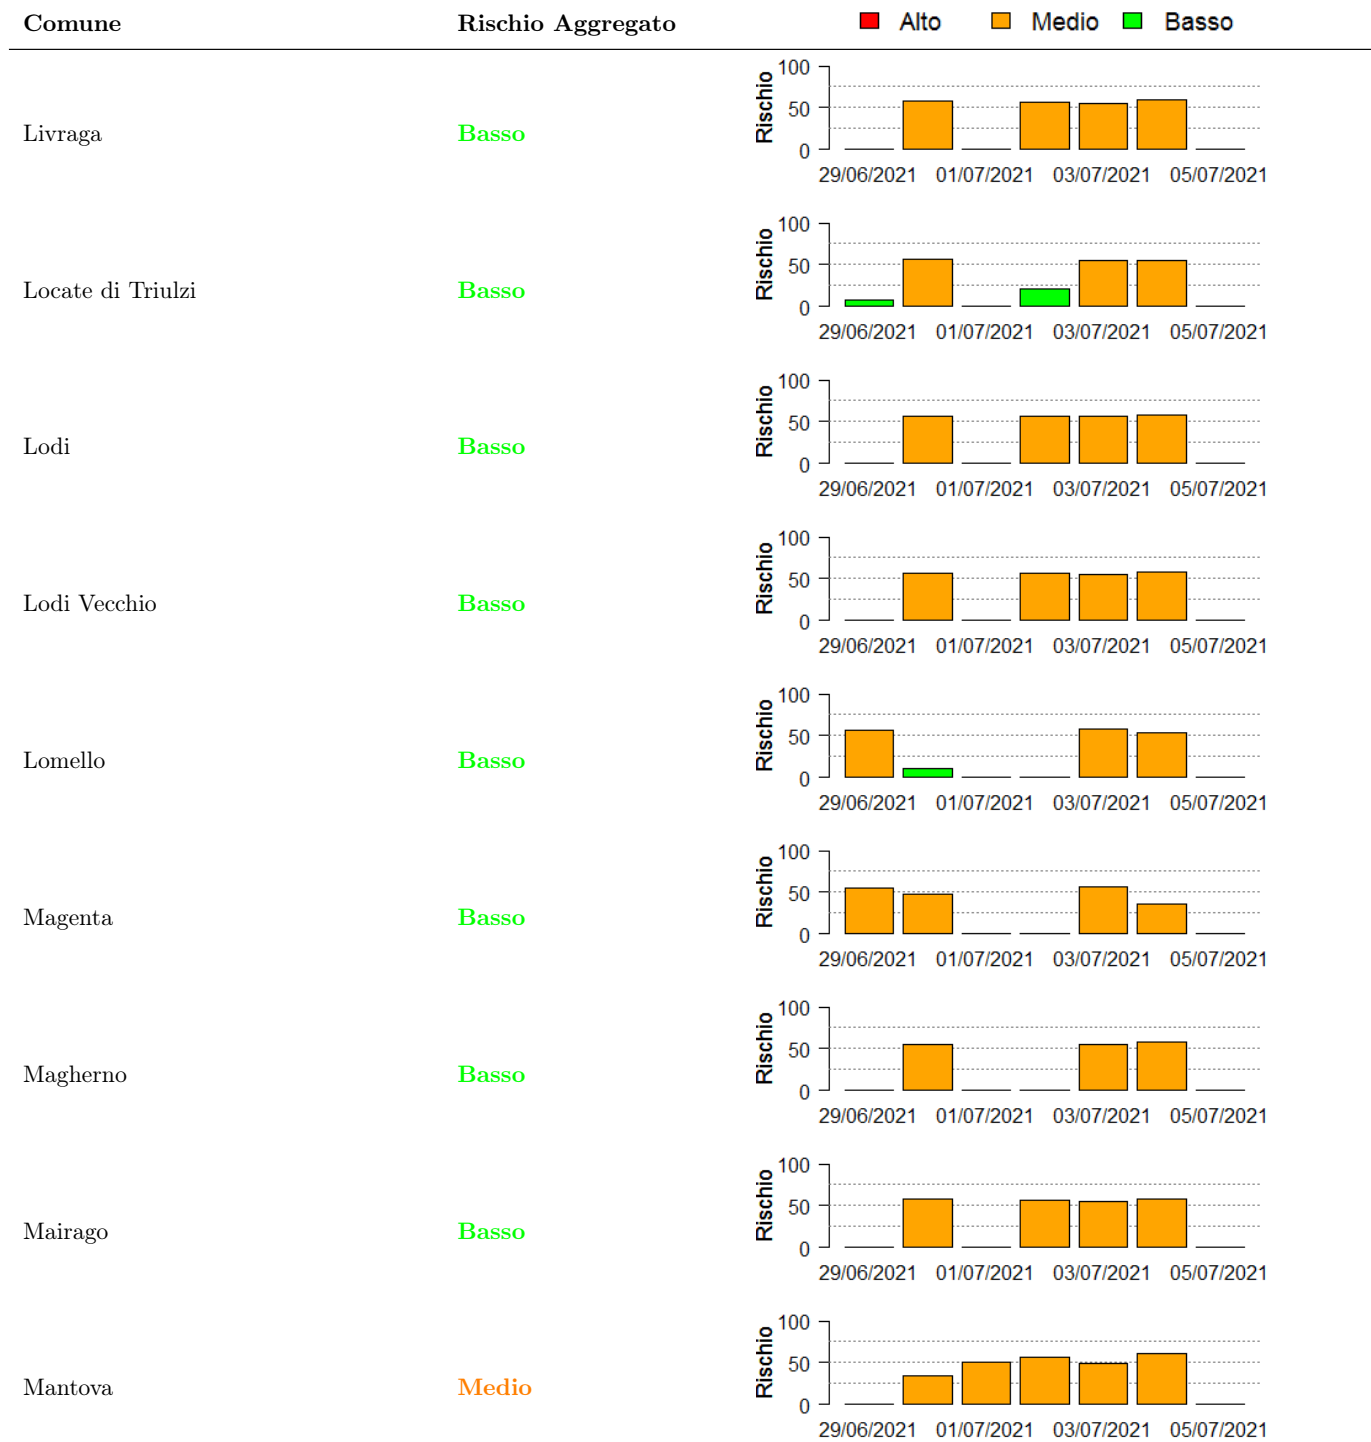 Comune Rischio Aggregato Alto Medio Basso
100
50
0
Rischio
Livraga Basso
29/06/2021 01/07/2021 03/07/2021 05/07/2021
100
50
0
Rischio
Locate di Triulzi Basso
29/06/2021 01/07/2021 03/07/2021 05/07/2021
100
50
0
Rischio
Lodi Basso
29/06/2021 01/07/2021 03/07/2021 05/07/2021
100
50
0
Rischio
Lodi Vecchio Basso
29/06/2021 01/07/2021 03/07/2021 05/07/2021
100
50
0
Rischio
Lomello Basso
29/06/2021 01/07/2021 03/07/2021 05/07/2021
100
50
0
Rischio
Magenta Basso
29/06/2021 01/07/2021 03/07/2021 05/07/2021
100
50
0
Rischio
Magherno Basso
29/06/2021 01/07/2021 03/07/2021 05/07/2021
100
50
0
Rischio
Mairago Basso
29/06/2021 01/07/2021 03/07/2021 05/07/2021
100
50
0
Rischio
Mantova Medio
29/06/2021 01/07/2021 03/07/2021 05/07/2021